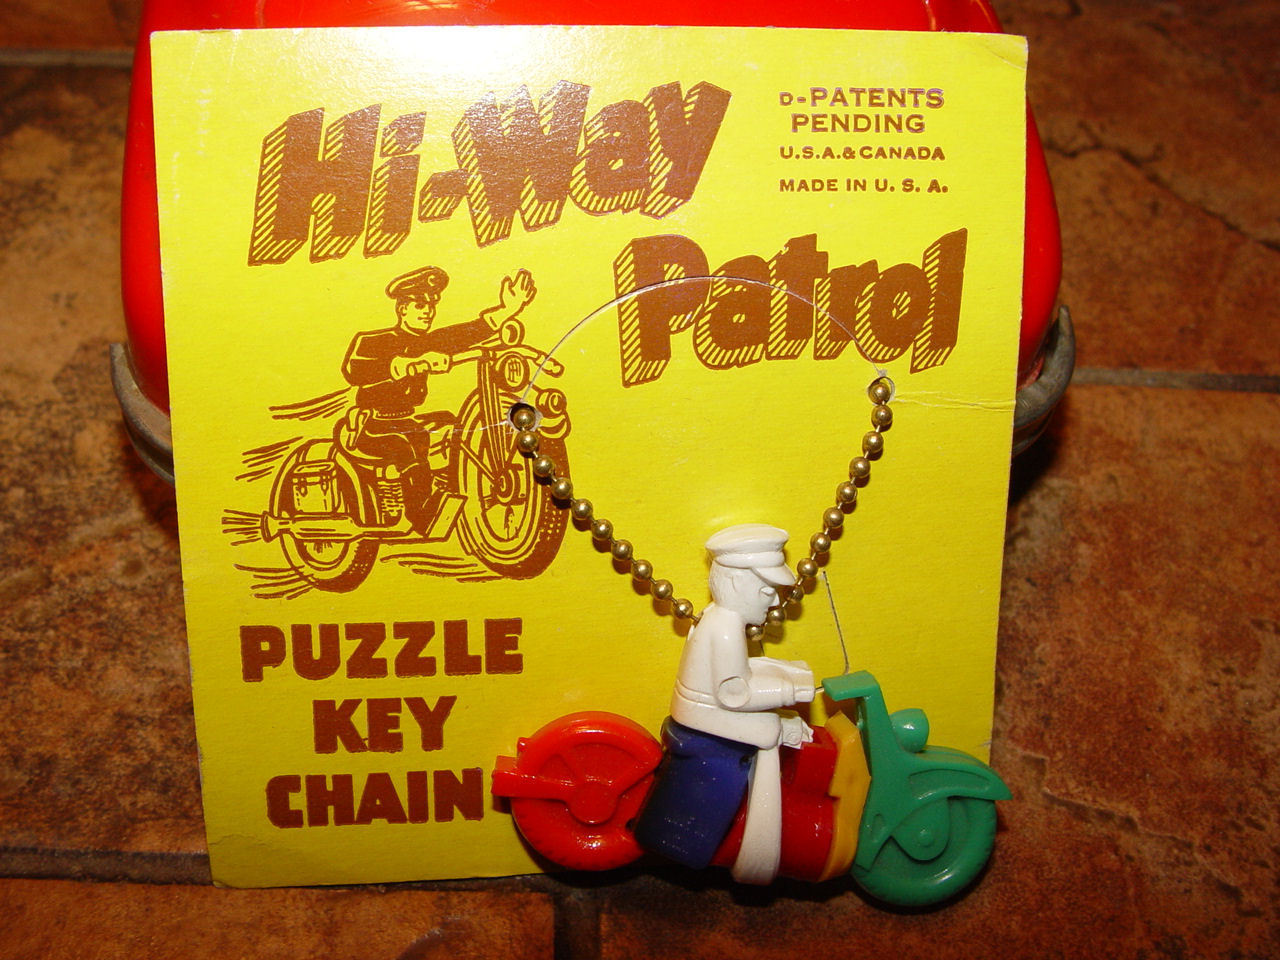 Hi-Way
Patrol
D-PATENTS
PENDING
U.S.A.&CANADA
MADE IN U. S. A.
PUZZLE
KEY
CHAIN